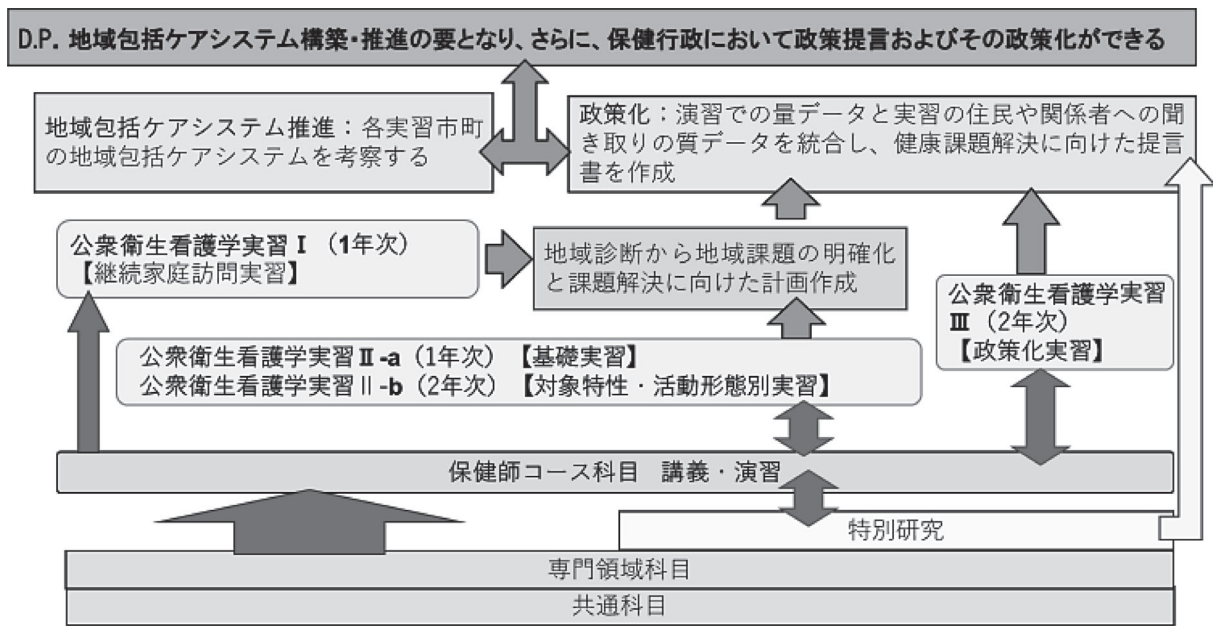 D.P. 地域包括ケアシステム構築・推進の要となり、さらに、保健行政において政策提言およびその政策化ができる
地域包括ケアシステム推進：各実習市町
の地域包括ケアシステムを考察する
政策化：演習での量データと実習の住民や関係者への聞
き取りの質データを統合し、健康課題解決に向けた提言
書を作成
公衆衛生看護学実習Ⅰ（1年次）
【継続家庭訪問実習】
地域診断から地域課題の明確化
と課題解決に向けた計画作成
公衆衛生看護学実習
Ⅲ（2年次）
【政策化実習】
公衆衛生看護学実習Ⅱ-a（1年次）【基礎実習】
公衆衛生看護学実習Ⅱ-b（2年次）【対象特性・活動形態別実習】
保健師コース科目　講義・演習
特別研究
専門領域科目
共通科目